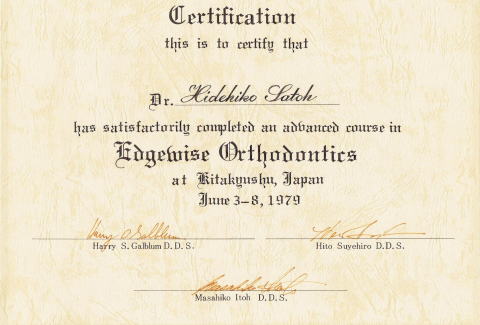 Certification
this is to certify that
Dr. Hidehiko Satoh
has satisfactorily completed an advanced course in
Edgewise Orthodontics
at Kitakyushu, Japan
June 3-8, 1979
Harry S. Galblum D.D.S.
Hito Suyehiro D.D.S.
Masahiko Itoh D.D.S.